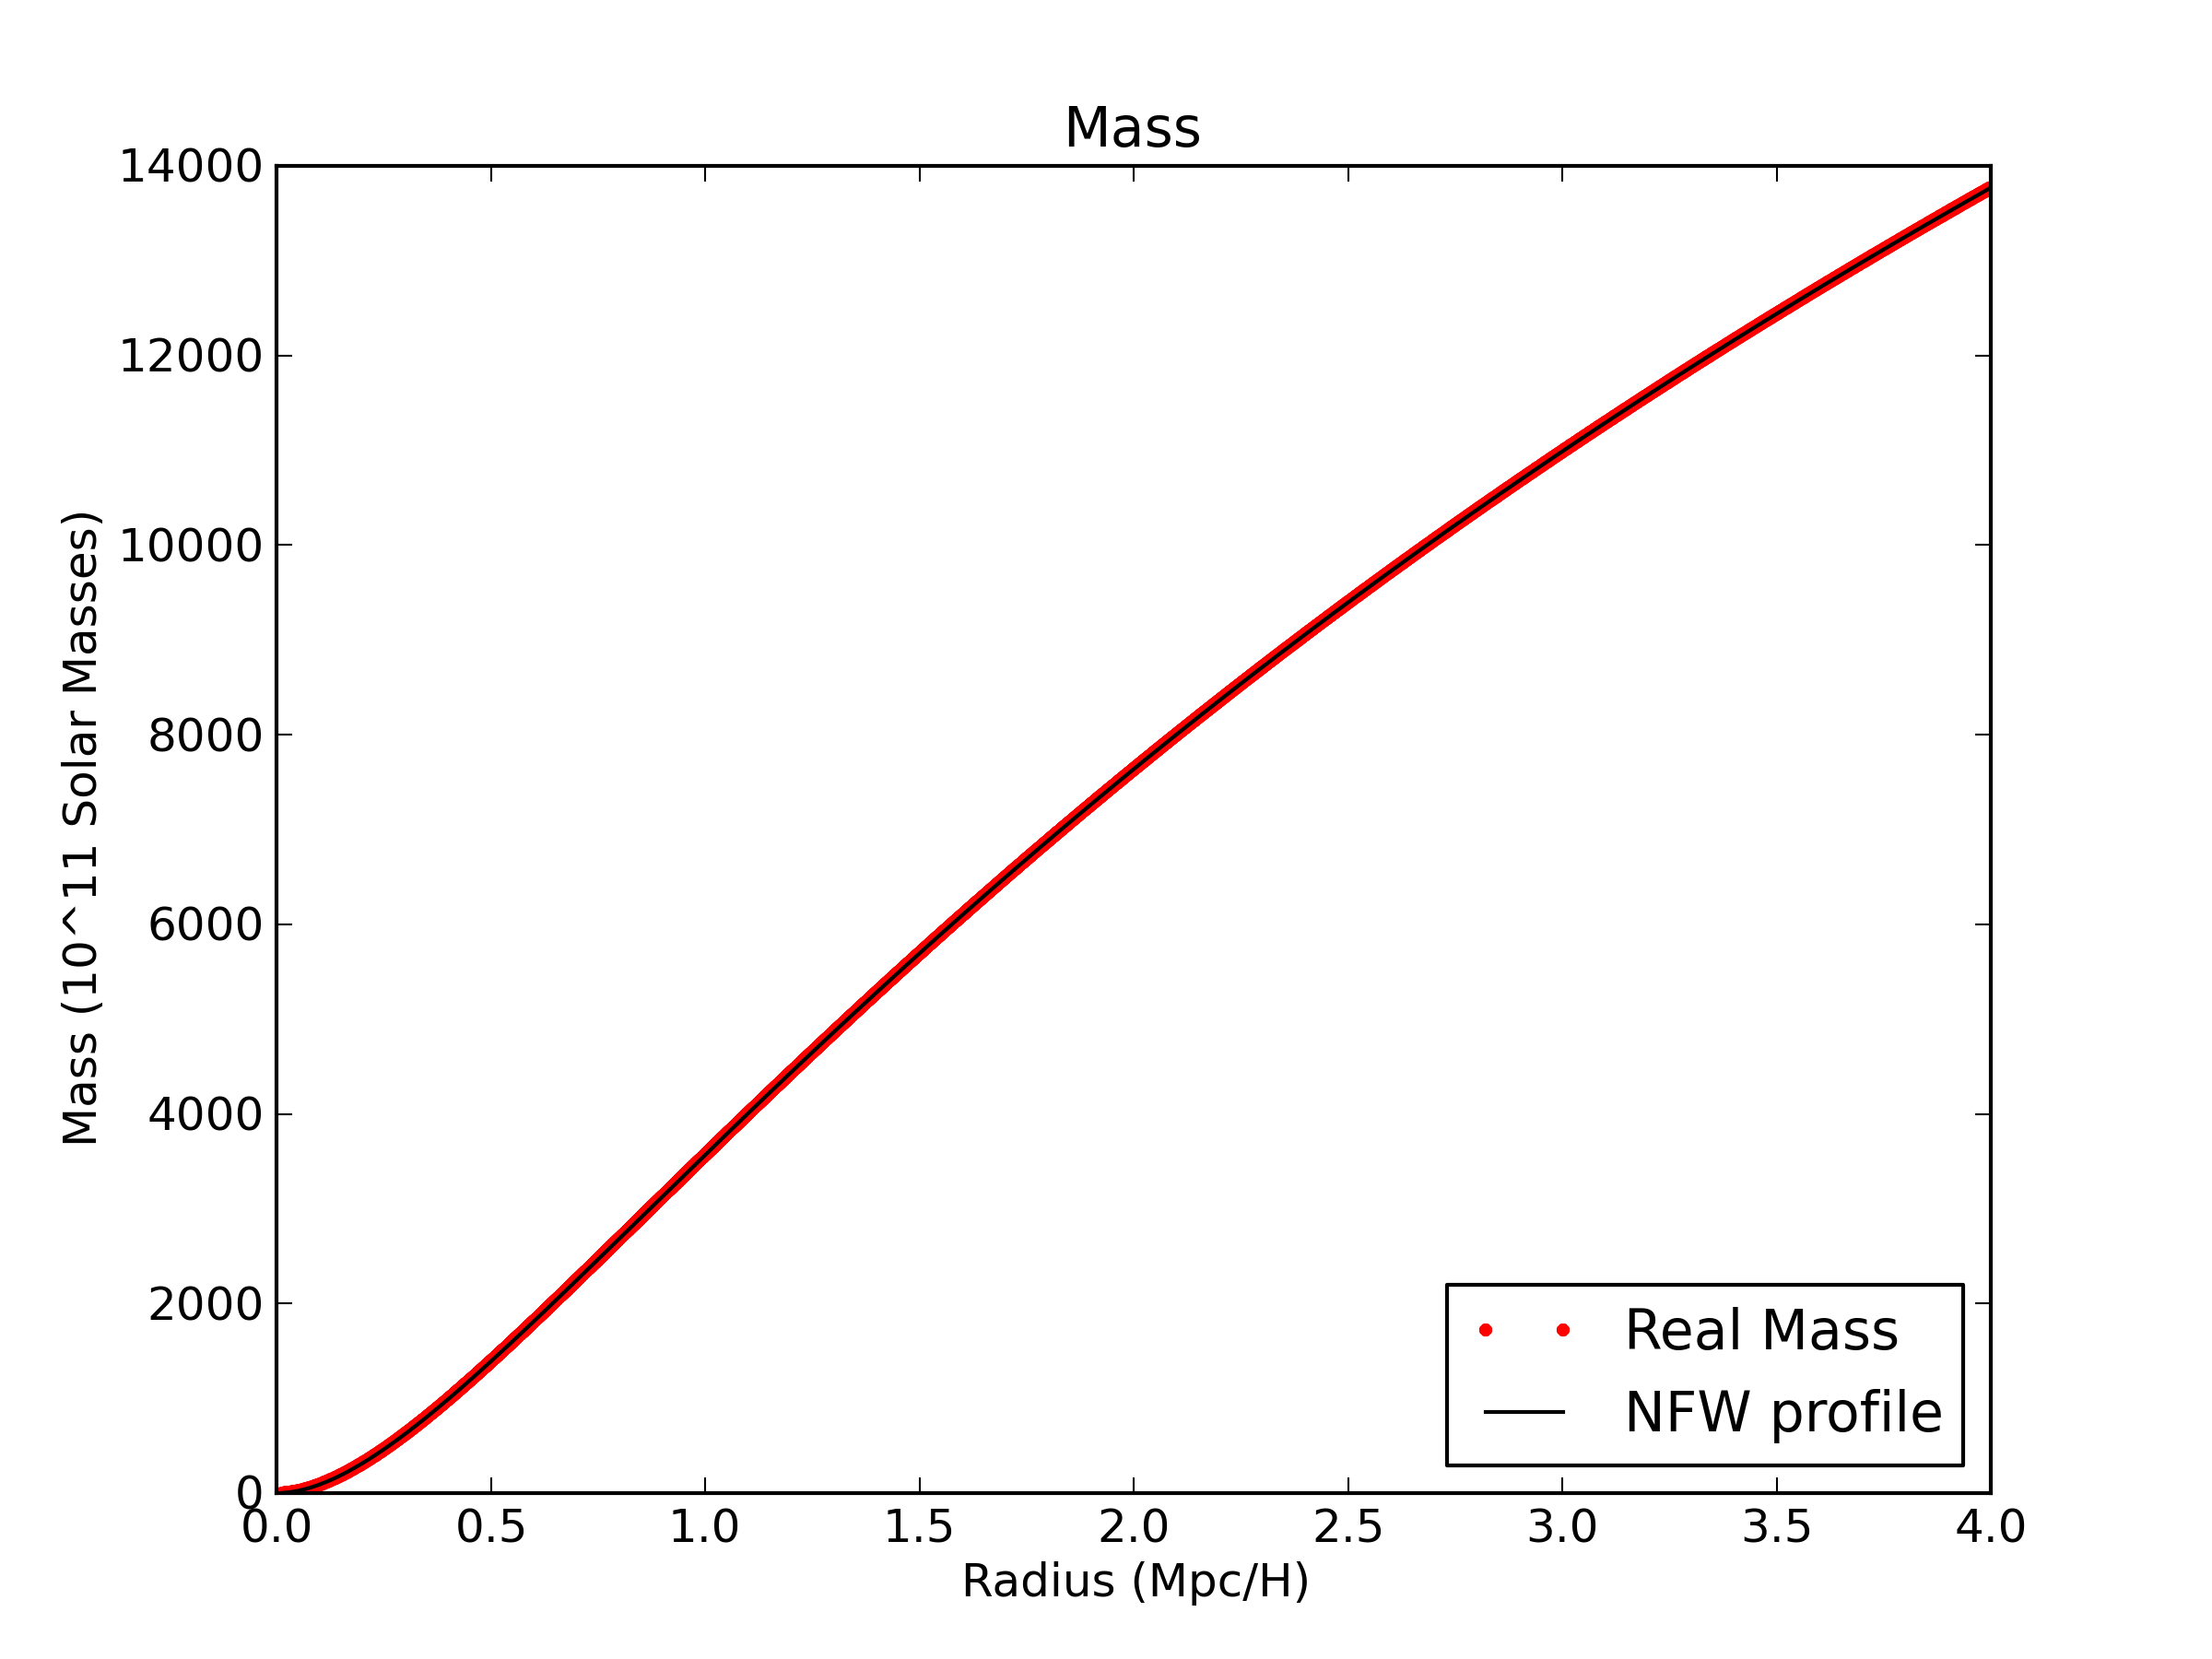 Mass
14000
12000
10000
8000
6000
4000
2000
0
Mass (10^11 Solar Masses)
Real Mass
NFW profile
0.0 0.5 1.0 1.5 2.0 2.5 3.0 3.5 4.0
Radius (Mpc/H)